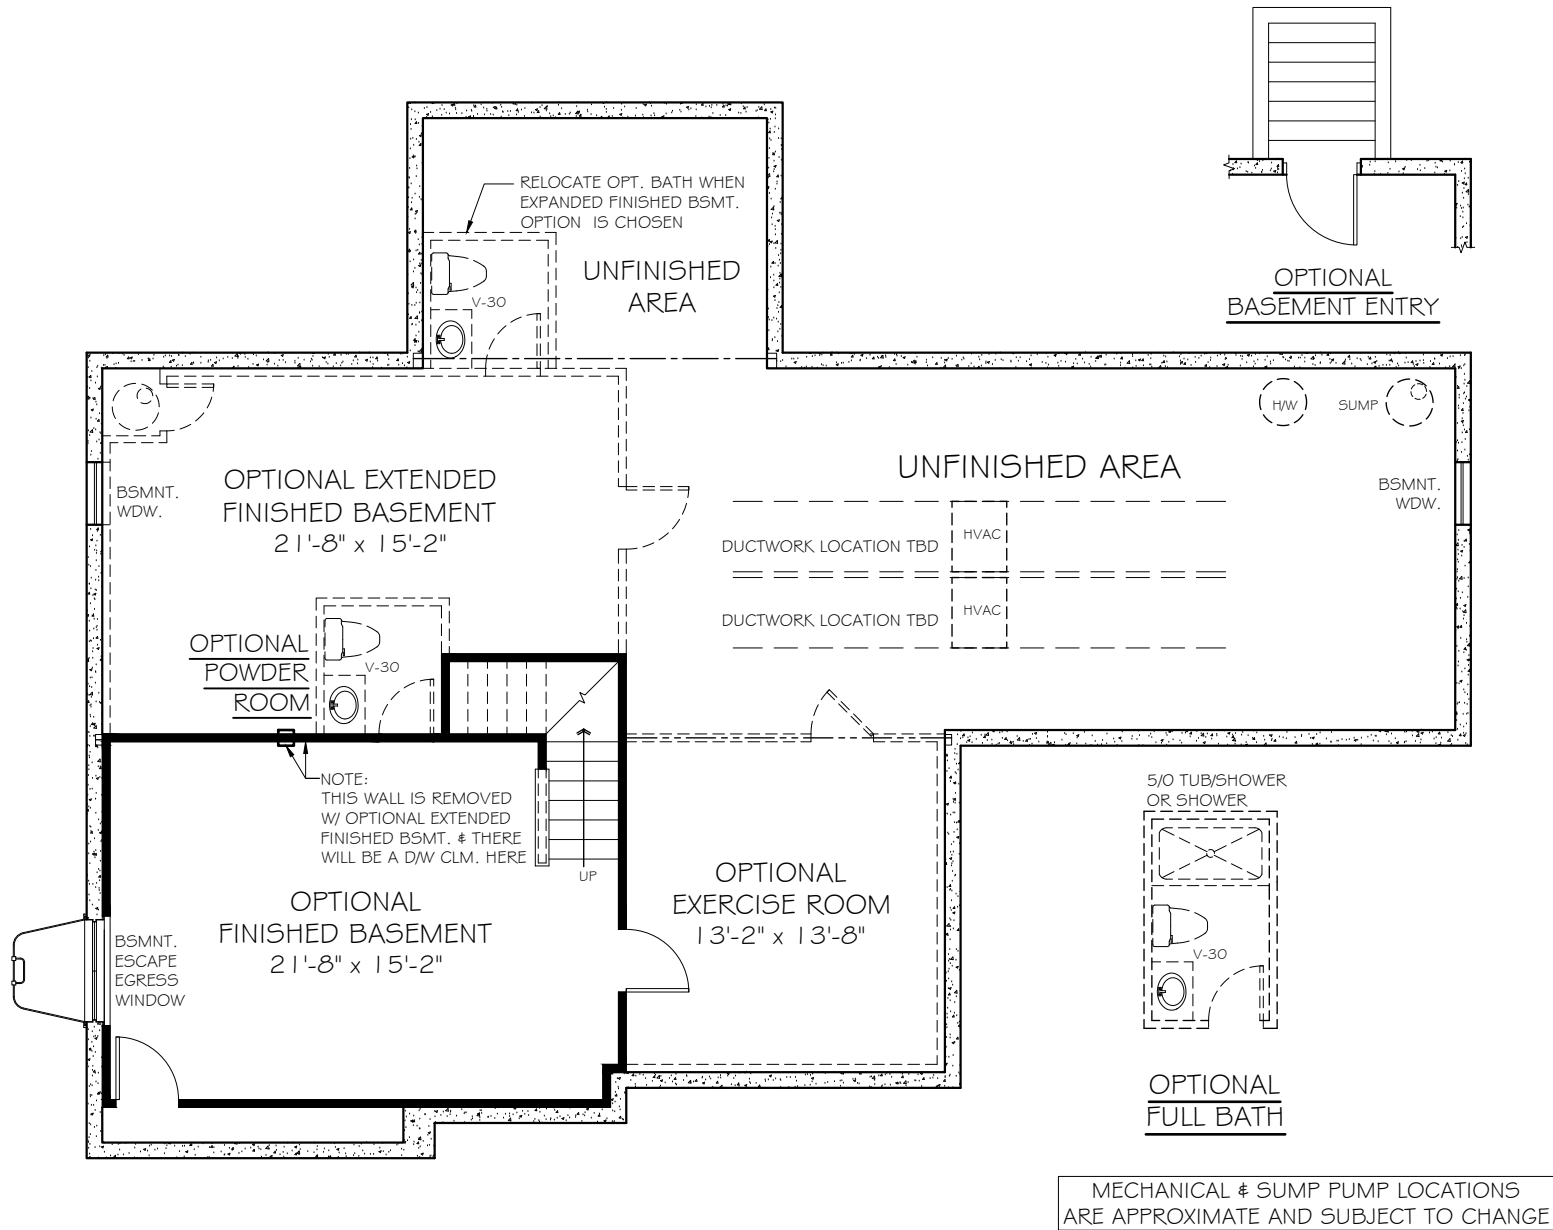 RELOCATE OPT. BATH WHEN
EXPANDED FINISHED BSMT.
OPTION IS CHOSEN
UNFINISHED
AREA
V-30
OPTIONAL
BASEMENT ENTRY
H/W
SUMP
OPTIONAL EXTENDED
FINISHED BASEMENT
21'-8" x 15'-2"
BSMNT.
WDW.
UNFINISHED AREA
BSMNT.
WDW.
DUCTWORK LOCATION TBD
HVAC
DUCTWORK LOCATION TBD
HVAC
OPTIONAL
POWDER
ROOM
V-30
NOTE:
THIS WALL IS REMOVED
W/ OPTIONAL EXTENDED
FINISHED BSMT. & THERE
WILL BE A D/W CLM. HERE
UP
OPTIONAL
FINISHED BASEMENT
21'-8" x 15'-2"
BSMNT.
ESCAPE
EGRESS
WINDOW
OPTIONAL
EXERCISE ROOM
13'-2" x 13'-8"
5/0 TUB/SHOWER
OR SHOWER
V-30
OPTIONAL
FULL BATH
MECHANICAL & SUMP PUMP LOCATIONS
ARE APPROXIMATE AND SUBJECT TO CHANGE